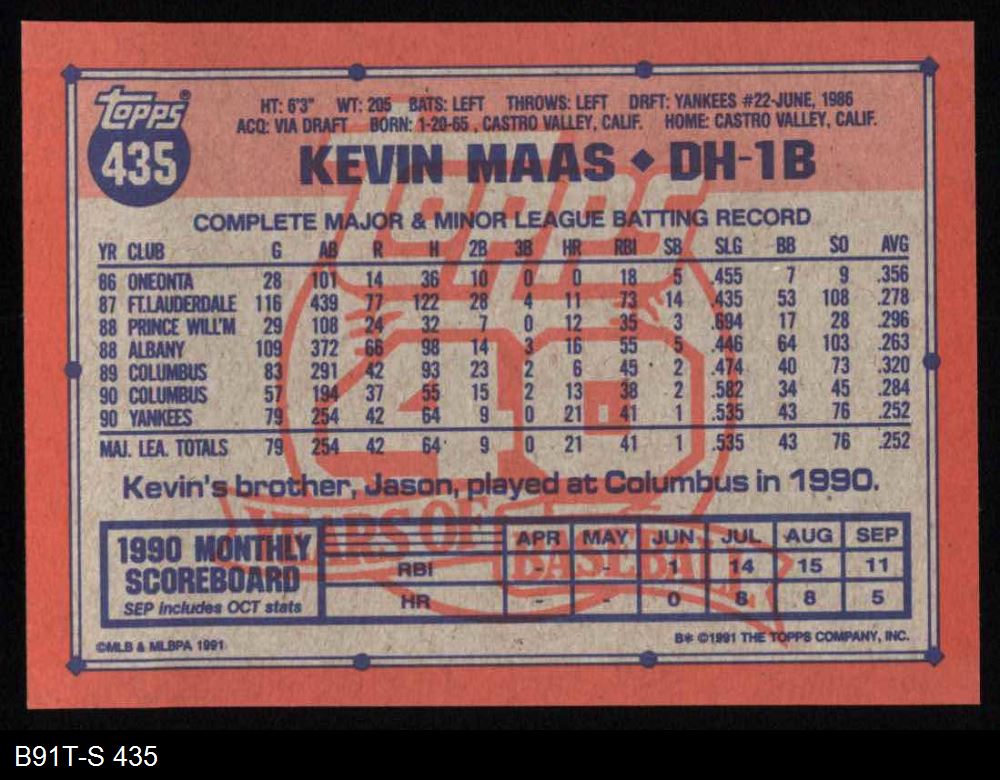 Topps®
435
HT: 6'3" WT: 205 BATS: LEFT THROWS: LEFT DRFT: YANKEES #22-JUNE, 1986
ACQ: VIA DRAFT BORN: 1-20-65 , CASTRO VALLEY, CALIF. HOME: CASTRO VALLEY, CALIF.
KEVIN MAAS ◆ DH-1B
COMPLETE MAJOR & MINOR LEAGUE BATTING RECORD
YR CLUB G AB R H 2B 3B HR RBI SB SLG BB SO AVG
86 ONEONTA 28 101 14 36 10 0 0 18 5 .455 7 9 .356
87 FT.LAUDERDALE 116 439 77 122 28 4 11 73 14 .435 53 108 .278
88 PRINCE WILL'M 29 108 24 32 7 0 12 35 3 .694 17 28 .296
88 ALBANY 109 372 66 98 14 3 16 55 5 .446 64 103 .263
89 COLUMBUS 83 291 42 93 23 2 6 45 2 .474 40 73 .320
90 COLUMBUS 57 194 37 55 15 2 13 38 2 .582 34 45 .284
90 YANKEES 79 254 42 64 9 0 21 41 1 .535 43 76 .252
MAJ. LEA. TOTALS 79 254 42 64 9 0 21 41 1 .535 43 76 .252
Kevin's brother, Jason, played at Columbus in 1990.
Topps
40
YEARS OF BASEBALL
1990 MONTHLY SCOREBOARD
SEP includes OCT stats
APR MAY JUN JUL AUG SEP
RBI - - 1 14 15 11
HR - - 0 8 8 5
©MLB & MLBPA 1991
B* ©1991 THE TOPPS COMPANY, INC.
B91T-S 435